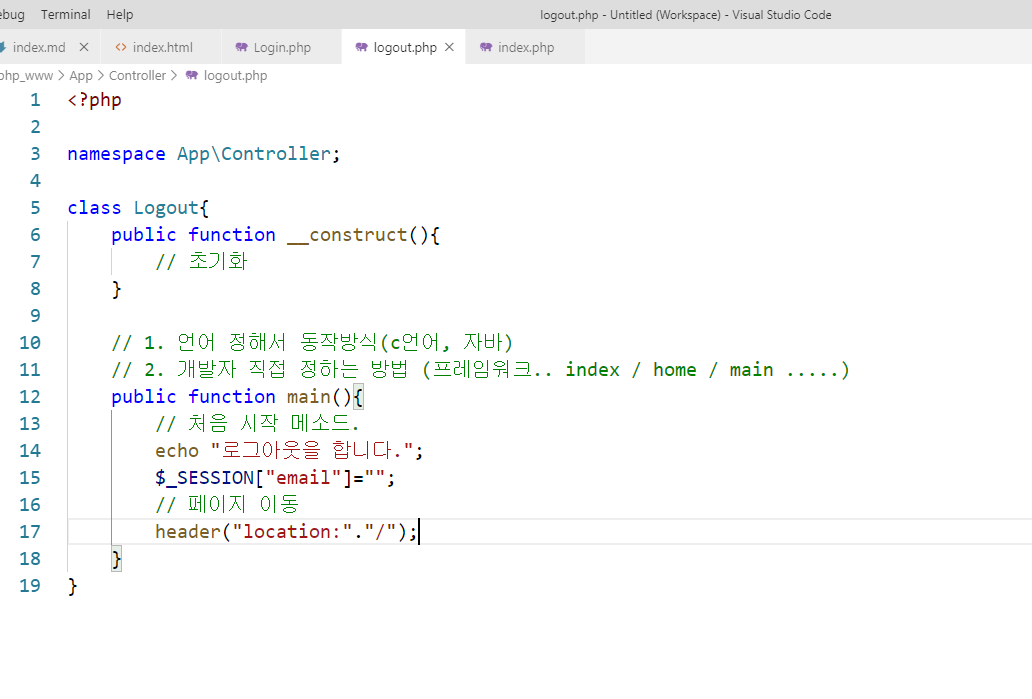 Terminal Help logout.php - Untitled (Workspace) - Visual Studio Code
index.md index.html Login.php logout.php index.php
App > Controller > logout.php
1 <?php
2
3 namespace App\Controller;
4
5 class Logout{
6 public function __construct(){
7 // 초기화
8 }
9
10 // 1. 언어 정해서 동작방식(c언어, 자바)
11 // 2. 개발자 직접 정하는 방법 (프레임워크.. index / home / main .....)
12 public function main(){
13 // 처음 시작 메소드.
14 echo "로그아웃을 합니다.";
15 $_SESSION["email"]="";
16 // 페이지 이동
17 header("location:"."/");
18 }
19 }